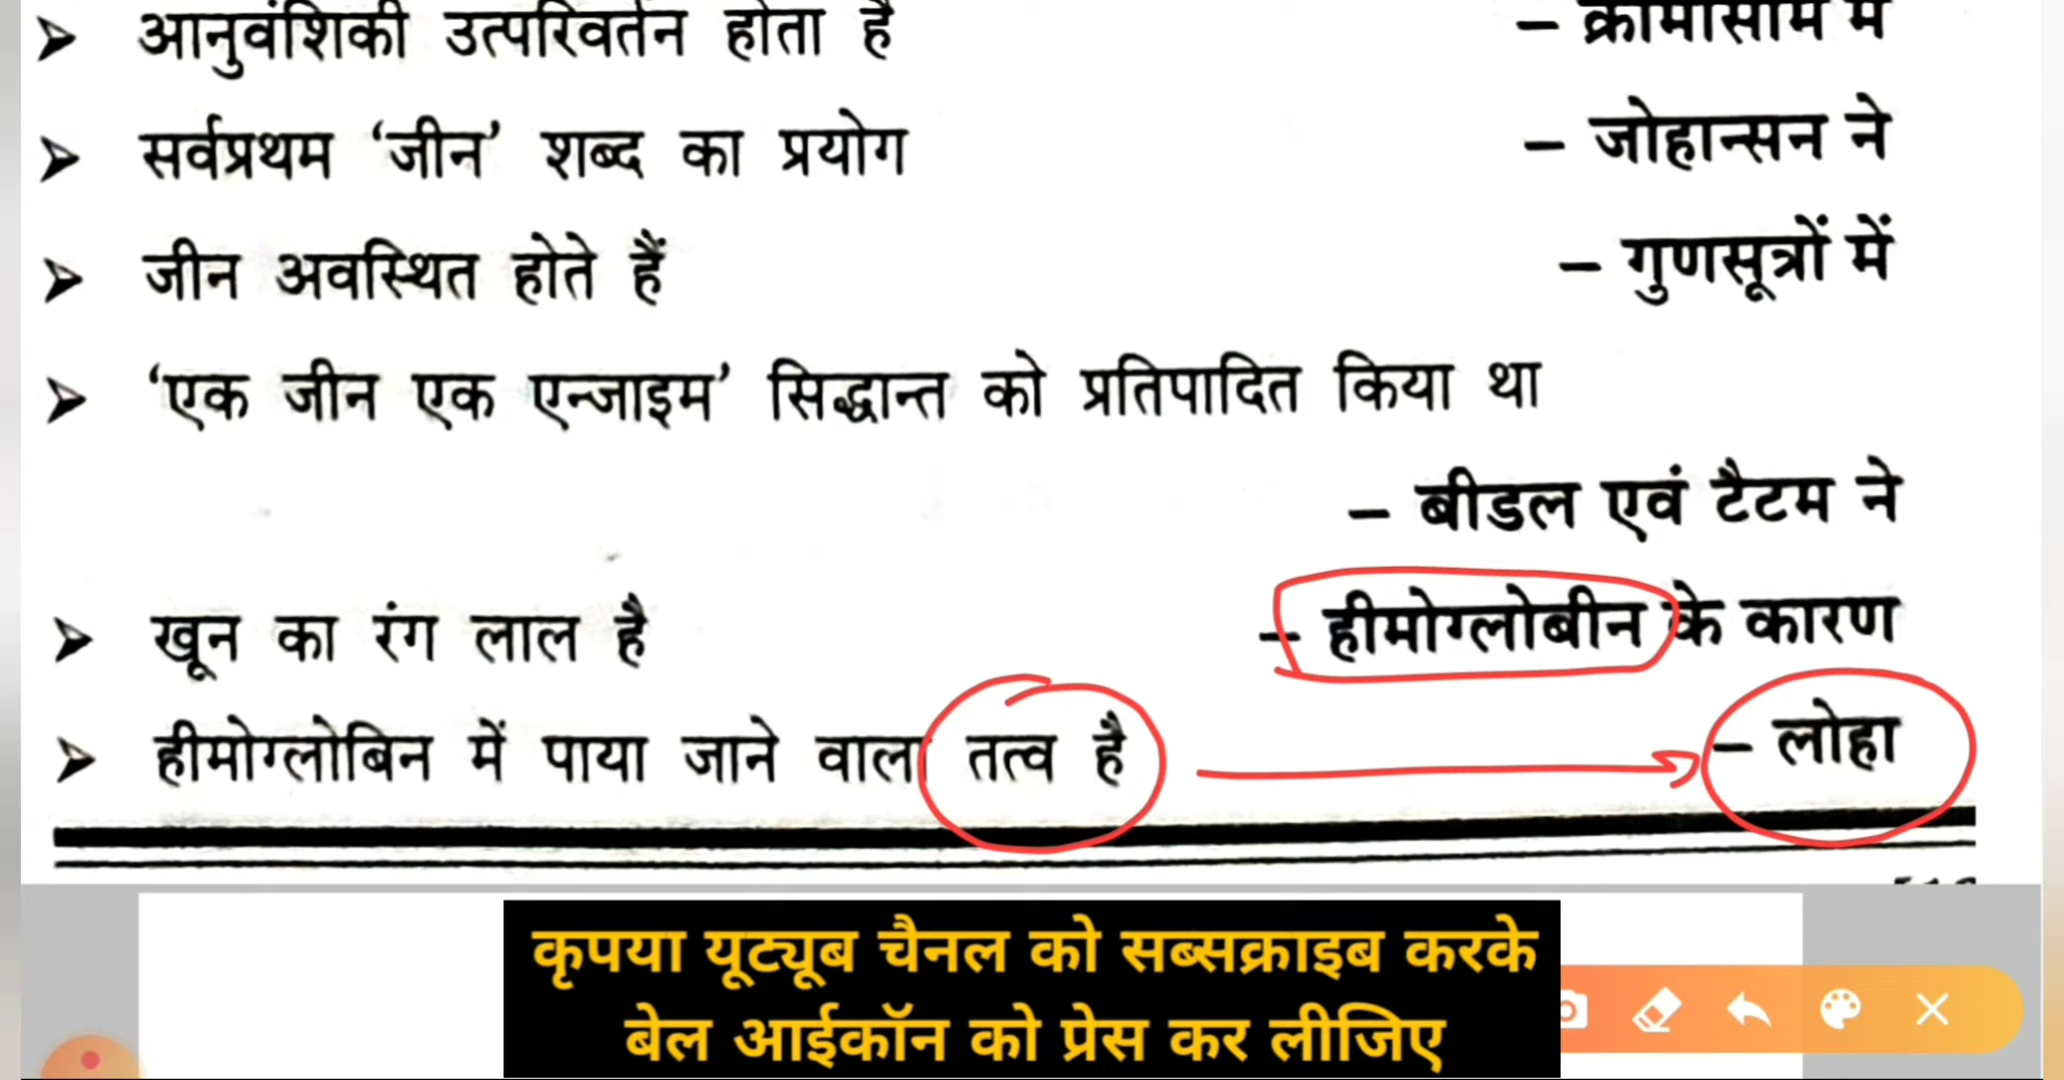 ➤ आनुवंशिकी उत्परिवर्तन होता है – क्रोमोसोम में
➤ सर्वप्रथम ‘जीन’ शब्द का प्रयोग – जोहान्सन ने
➤ जीन अवस्थित होते हैं – गुणसूत्रों में
➤ ‘एक जीन एक एन्जाइम’ सिद्धान्त को प्रतिपादित किया था
– बीडल एवं टैटम ने
➤ खून का रंग लाल है – हीमोग्लोबीन के कारण
➤ हीमोग्लोबिन में पाया जाने वाला तत्व है – लोहा
कृपया यूट्यूब चैनल को सब्सक्राइब करके
बेल आईकॉन को प्रेस कर लीजिए